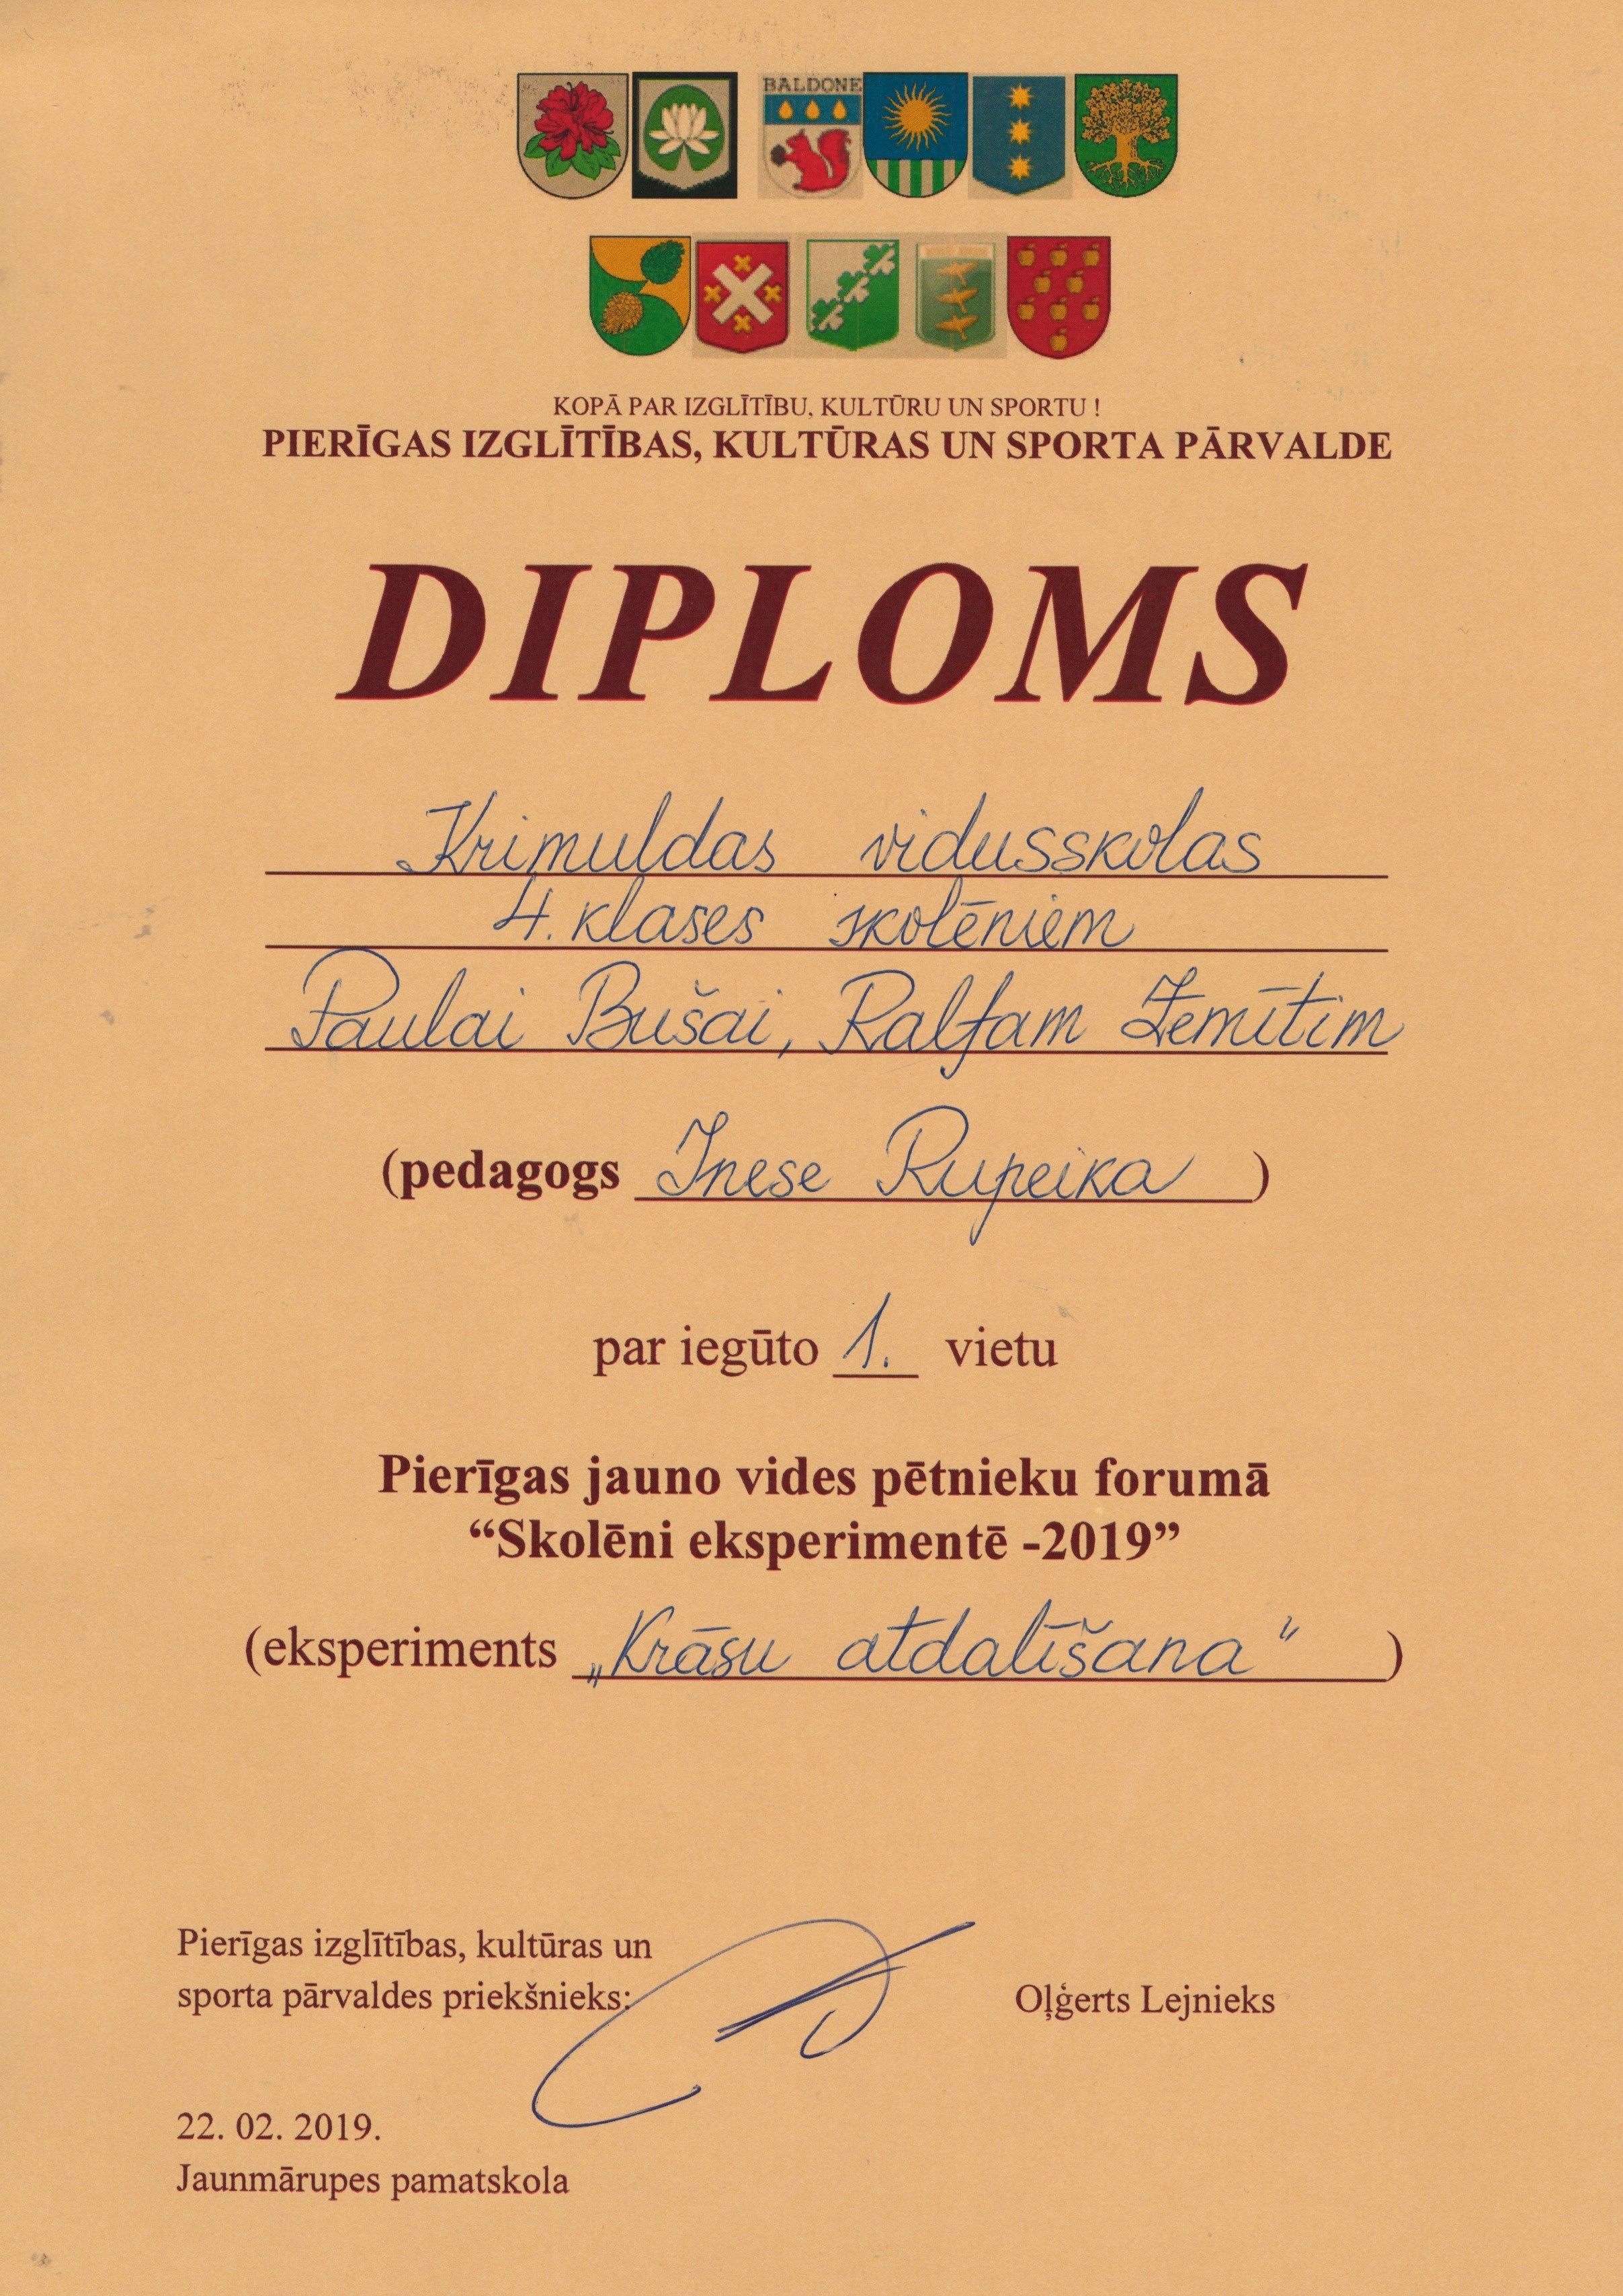 BALDONE
KOPĀ PAR IZGLĪTĪBU, KULTŪRU UN SPORTU !
PIERĪGAS IZGLĪTĪBAS, KULTŪRAS UN SPORTA PĀRVALDE
DIPLOMS
Krimuldas vidusskolas
4. klases skolēniem
Paulai Bušai, Ralfam Zemītim
(pedagogs Inese Rupeika )
par iegūto 1. vietu
Pierīgas jauno vides pētnieku forumā
“Skolēni eksperimentē -2019”
(eksperiments „Krāsu atdalīšana“ )
Pierīgas izglītības, kultūras un
sporta pārvaldes priekšnieks: Oļģerts Lejnieks
22. 02. 2019.
Jaunmārupes pamatskola